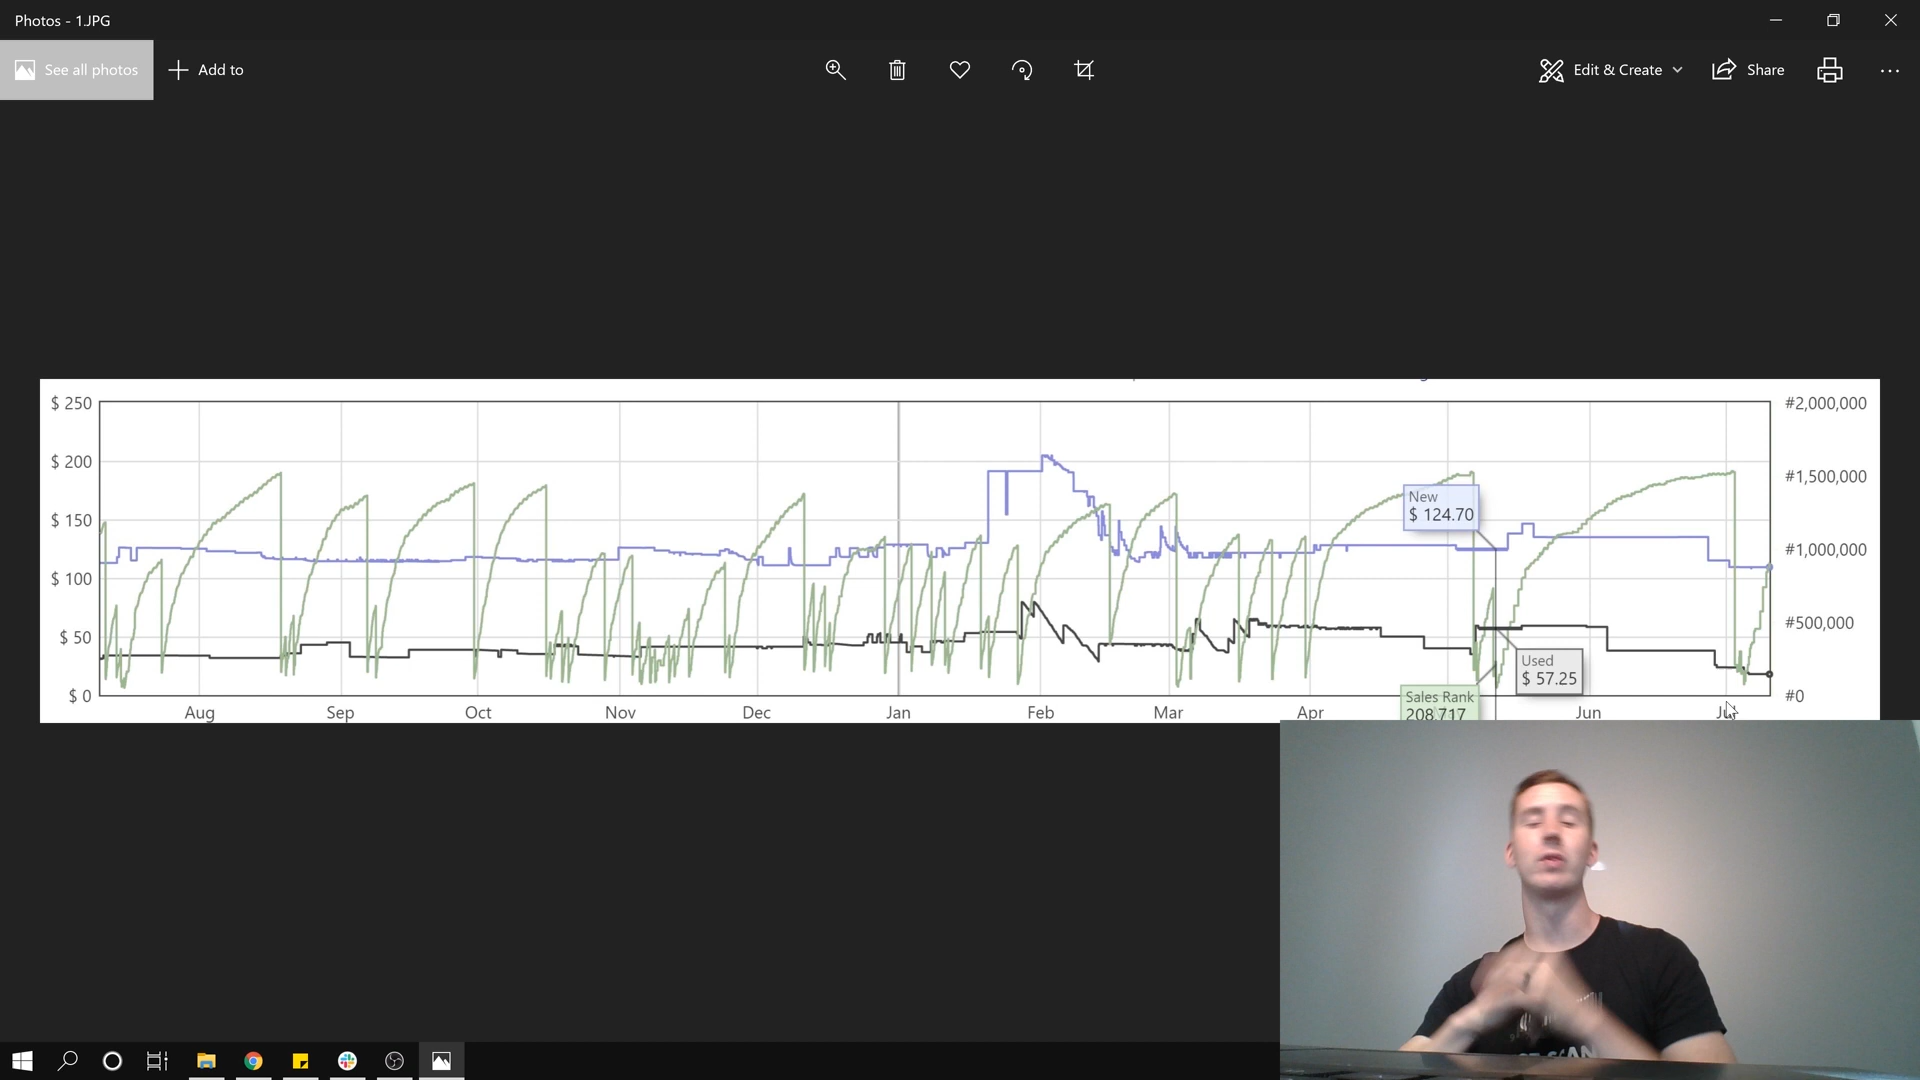 Photos - 1.JPG
See all photos
Add to
Edit & Create
Share
$ 250
$ 200
$ 150
$ 100
$ 50
$ 0
#2,000,000
#1,500,000
#1,000,000
#500,000
#0
New
$ 124.70
Used
$ 57.25
Sales Rank
208,717
Aug Sep Oct Nov Dec Jan Feb Mar Apr Jun